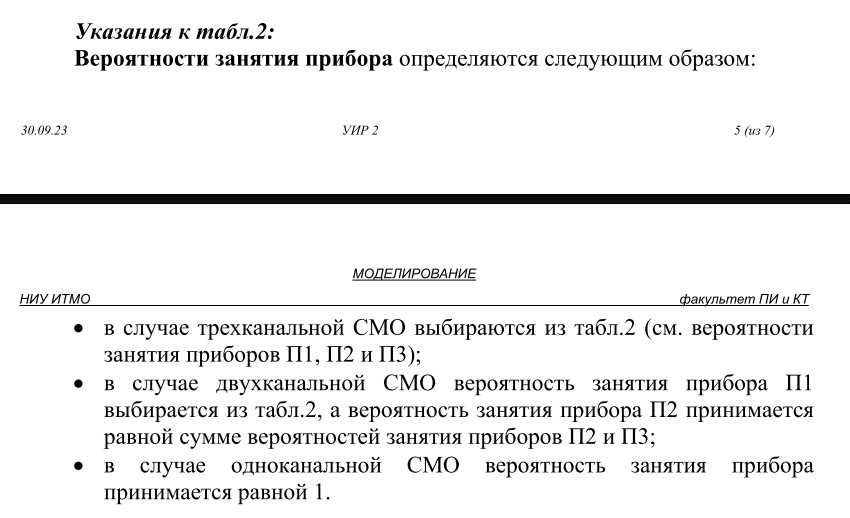 Указания к табл.2:
Вероятности занятия прибора определяются следующим образом:
30.09.23 УИР 2 5 (из 7)
МОДЕЛИРОВАНИЕ
НИУ ИТМО факультет ПИ и КТ
• в случае трехканальной СМО выбираются из табл.2 (см. вероятности
занятия приборов П1, П2 и П3);
• в случае двухканальной СМО вероятность занятия прибора П1
выбирается из табл.2, а вероятность занятия прибора П2 принимается
равной сумме вероятностей занятия приборов П2 и П3;
• в случае одноканальной СМО вероятность занятия прибора
принимается равной 1.